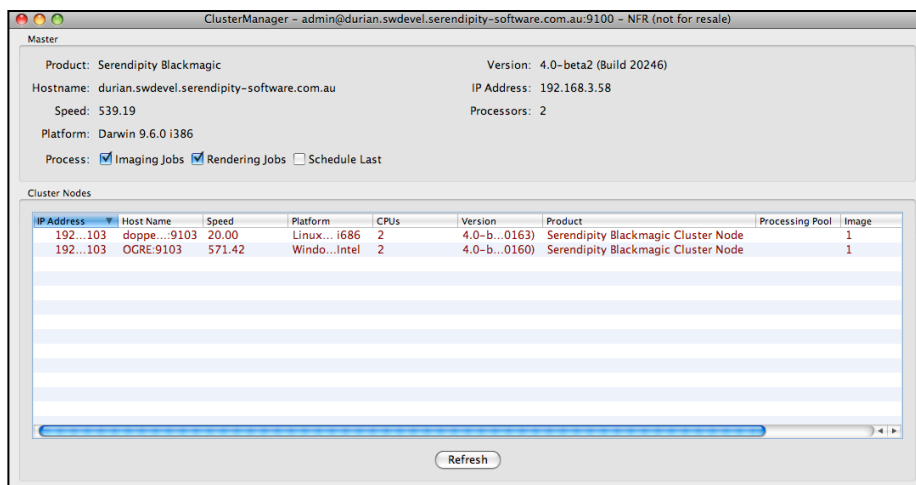 ClusterManager – admin@durian.swdevel.serendipity-software.com.au:9100 – NFR (not for resale)
Master
Product: Serendipity Blackmagic Version: 4.0-beta2 (Build 20246)
Hostname: durian.swdevel.serendipity-software.com.au IP Address: 192.168.3.58
Speed: 539.19 Processors: 2
Platform: Darwin 9.6.0 i386
Process: Imaging Jobs Rendering Jobs Schedule Last
Cluster Nodes
IP Address Host Name Speed Platform CPUs Version Product Processing Pool Image
192...103 doppe...:9103 20.00 Linux... i686 2 4.0-b...0163) Serendipity Blackmagic Cluster Node 1
192...103 OGRE:9103 571.42 Windo...Intel 2 4.0-b...0160) Serendipity Blackmagic Cluster Node 1
Refresh